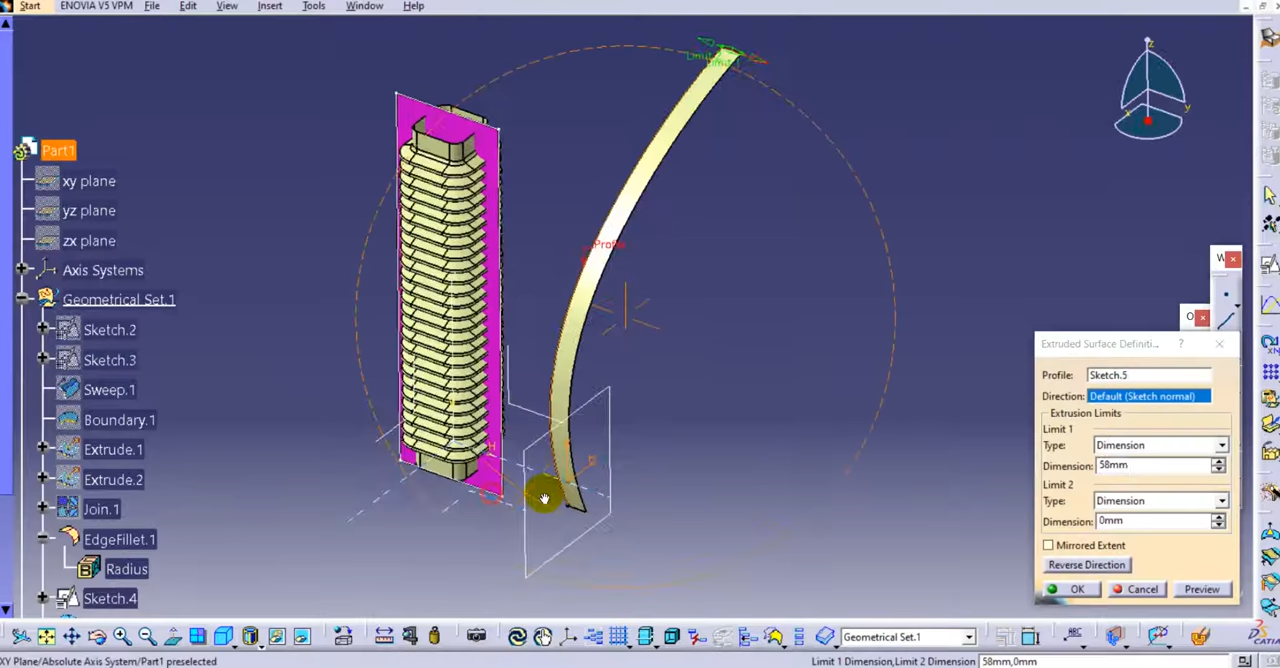 Start ENOVIA V5 VPM File Edit View Insert Tools Window Help
Limit
Limit
z
y
x
Part1
xy plane
yz plane
zx plane
Axis Systems
Geometrical Set.1
Sketch.2
Sketch.3
Sweep.1
Boundary.1
Extrude.1
Extrude.2
Join.1
EdgeFillet.1
Radius
Sketch.4
Profile
H
W
O
Extruded Surface Definiti... ?
Profile: Sketch.5
Direction: Default (Sketch normal)
Extrusion Limits
Limit 1
Type: Dimension
Dimension: 58mm
Limit 2
Type: Dimension
Dimension: 0mm
Mirrored Extent
Reverse Direction
OK Cancel Preview
Geometrical Set.1
CATIA
XY Plane/Absolute Axis System/Part1 preselected
Limit 1 Dimension,Limit 2 Dimension 58mm,0mm